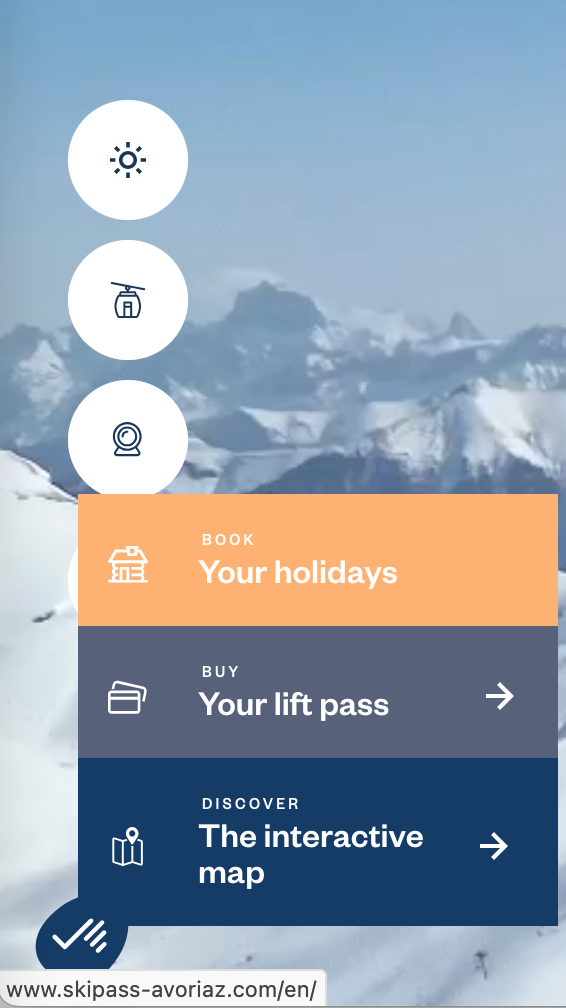 BOOK
Your holidays
BUY
Your lift pass
DISCOVER
The interactive
map
www.skipass-avoriaz.com/en/